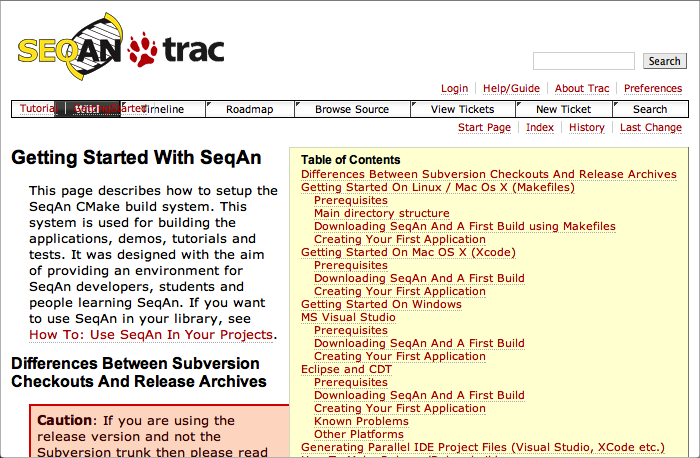 SEQAN trac
Search
Login Help/Guide About Trac Preferences
Tutorial Timeline Roadmap Browse Source View Tickets New Ticket Search
Start Page Index History Last Change
Getting Started With SeqAn
This page describes how to setup the
SeqAn CMake build system. This
system is used for building the
applications, demos, tutorials and
tests. It was designed with the aim
of providing an environment for
SeqAn developers, students and
people learning SeqAn. If you want
to use SeqAn in your library, see
How To: Use SeqAn In Your Projects.
Differences Between Subversion
Checkouts And Release Archives
Caution: If you are using the
release version and not the
Subversion trunk then please read
Table of Contents
Differences Between Subversion Checkouts And Release Archives
Getting Started On Linux / Mac Os X (Makefiles)
Prerequisites
Main directory structure
Downloading SeqAn And A First Build using Makefiles
Creating Your First Application
Getting Started On Mac OS X (Xcode)
Prerequisites
Downloading SeqAn And A First Build
Creating Your First Application
Getting Started On Windows
MS Visual Studio
Prerequisites
Downloading SeqAn And A First Build
Creating Your First Application
Eclipse and CDT
Prerequisites
Downloading SeqAn And A First Build
Creating Your First Application
Known Problems
Other Platforms
Generating Parallel IDE Project Files (Visual Studio, XCode etc.)